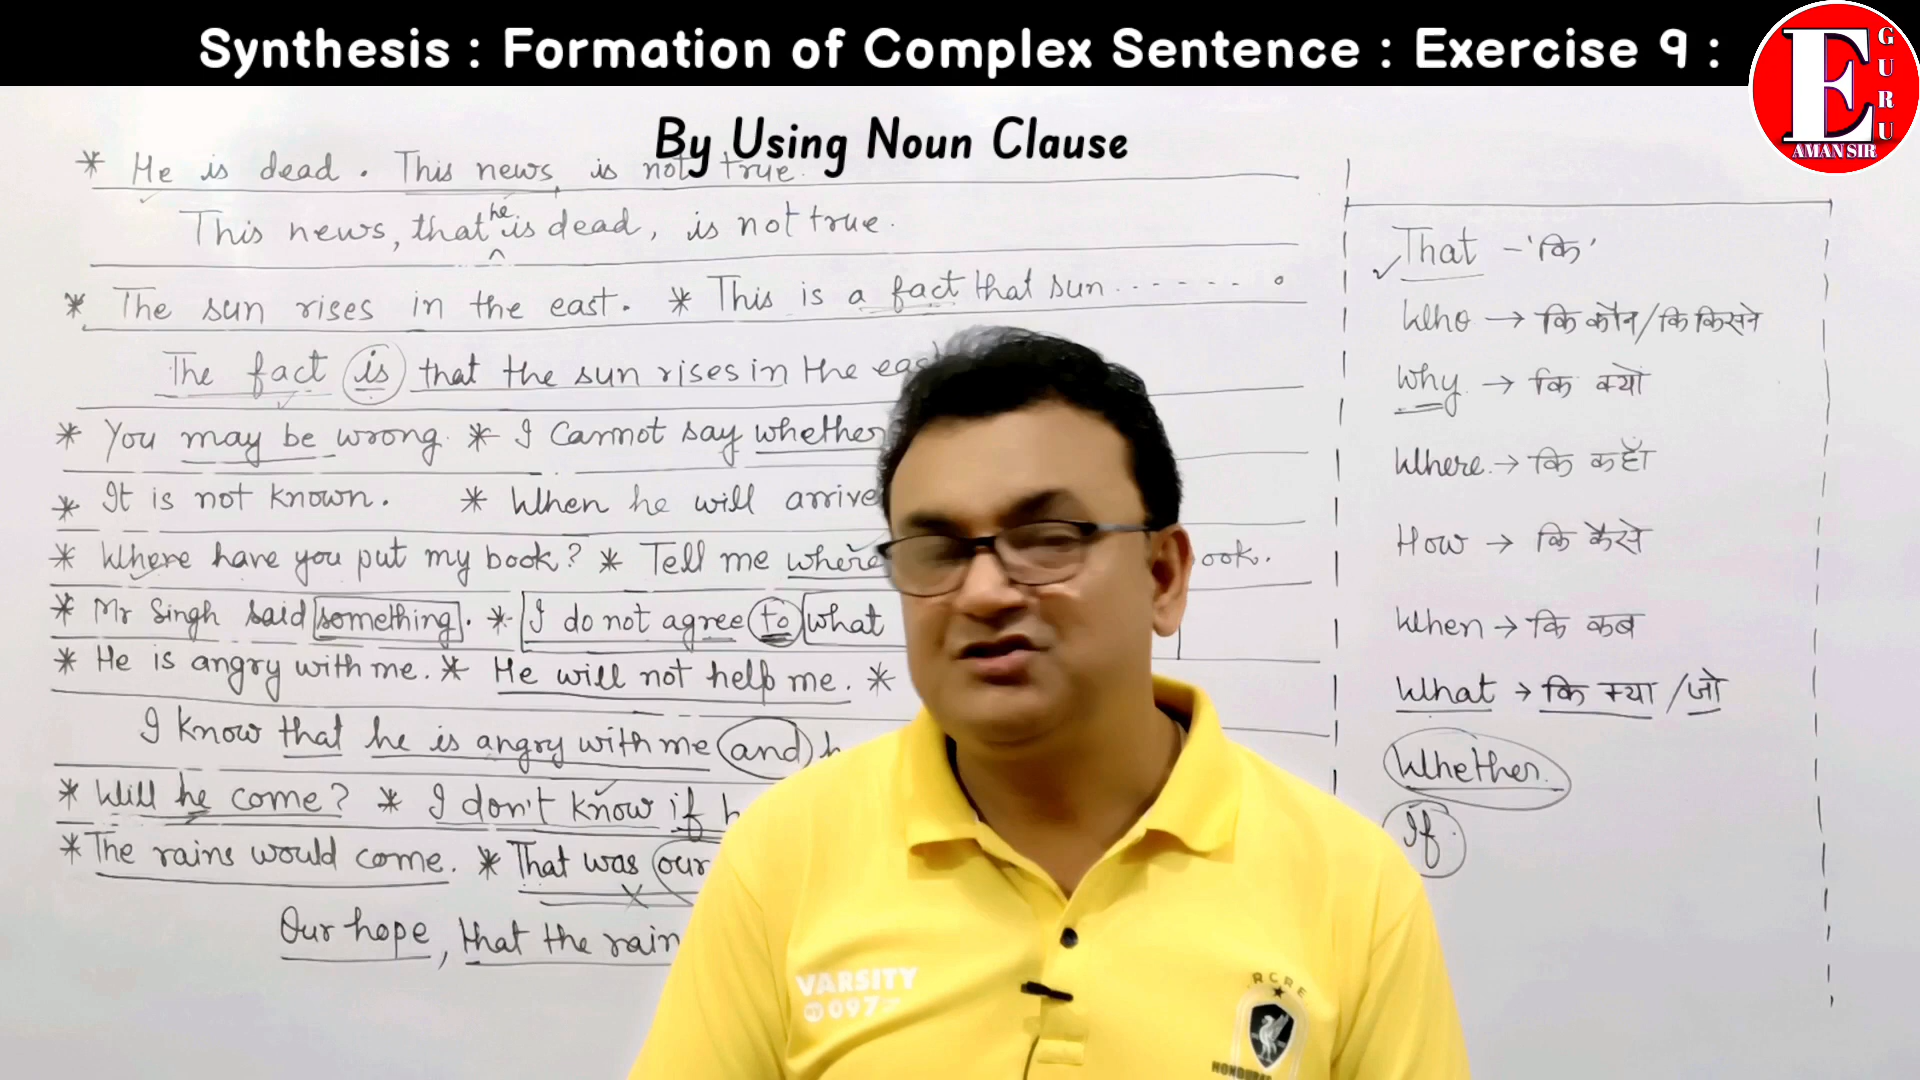 Synthesis : Formation of Complex Sentence : Exercise 9 :
E GURU
AMAN SIR
By Using Noun Clause
* He is dead. This news, is not true.
This news, that he is dead, is not true.
* The sun rises in the east. * This is a fact that sun ......
The fact is that the sun rises in the
* You may be wrong. * I cannot say whether
* It is not known. * When he will arrive
* Where have you put my book? * Tell me where ook.
* Mr Singh said something. * I do not agree to what
* He is angry with me. * He will not help me. *
I know that he is angry with me and
* Will he come? * I don't know if
* The rains would come. * That was our
Our hope, that the rain
That - 'कि'
Who → कि कौन/कि किसने
Why → कि क्यों
Where → कि कहाँ
How → कि कैसे
When → कि कब
What → कि क्या /जो
Whether
If
VARSITY
097
RCRE